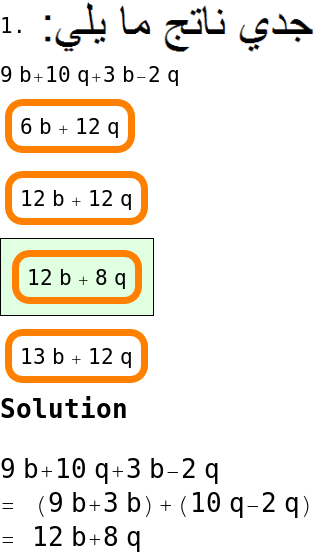 1. جدي ناتج ما يلي:
9 b+10 q+3 b−2 q
6 b + 12 q
12 b + 12 q
12 b + 8 q
13 b + 12 q
Solution
9 b+10 q+3 b−2 q
= (9 b+3 b)+(10 q−2 q)
= 12 b+8 q